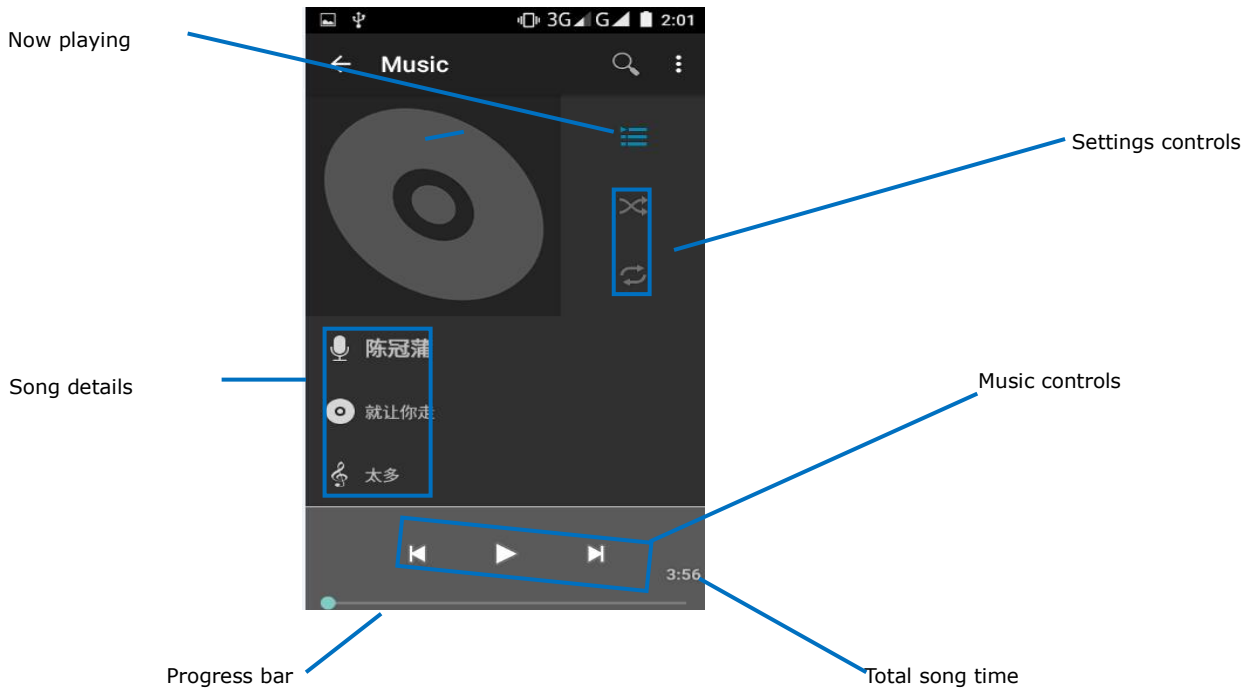 3G G 2:01
Now playing
Music
Settings controls
陈冠蒲
Song details
Music controls
就让你走
太多
3:56
Progress bar
Total song time